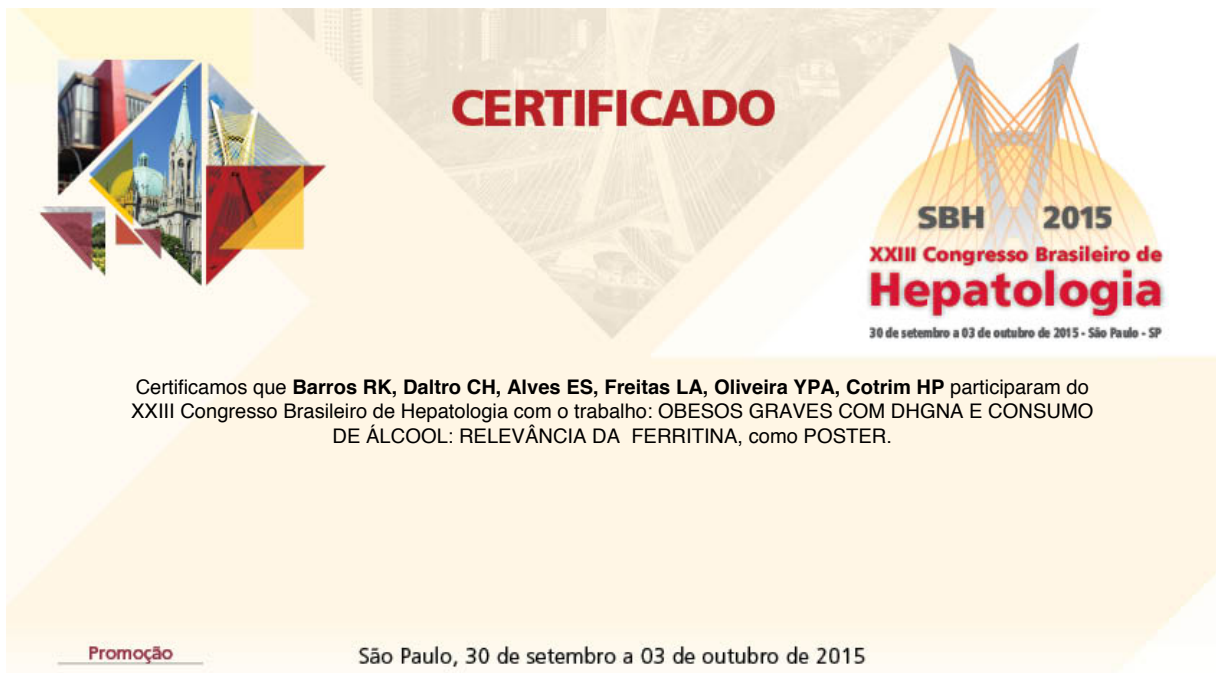 CERTIFICADO
SBH 2015
XXIII Congresso Brasileiro de
Hepatologia
30 de setembro a 03 de outubro de 2015 - São Paulo - SP
Certificamos que Barros RK, Daltro CH, Alves ES, Freitas LA, Oliveira YPA, Cotrim HP participaram do
XXIII Congresso Brasileiro de Hepatologia com o trabalho: OBESOS GRAVES COM DHGNA E CONSUMO
DE ÁLCOOL: RELEVÂNCIA DA FERRITINA, como POSTER.
Promoção
São Paulo, 30 de setembro a 03 de outubro de 2015